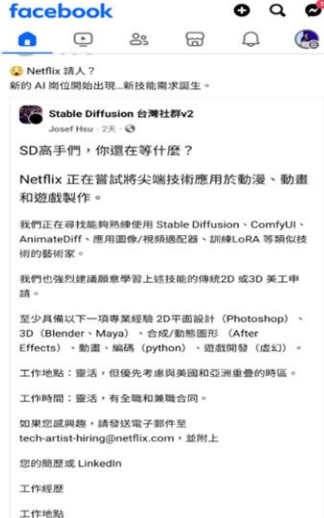 facebook
Netflix 請人？
新的 AI 崗位開始出現...新技能需求誕生。
Stable Diffusion 台灣社群v2
Josef Hsu · 2天 ·
SD高手們，你還在等什麼？
Netflix 正在嘗試將尖端技術應用於動漫、動畫
和遊戲製作。
我們正在尋找能夠熟練使用 Stable Diffusion、ComfyUI、
AnimateDiff、應用圖像/視頻適配器、訓練LoRA 等類似技
術的藝術家。
我們也強烈建議願意學習上述技能的傳統2D 或3D 美工申
請。
至少具備以下一項專業經驗 2D平面設計（Photoshop）、
3D（Blender、Maya）、合成/動態圖形 （After
Effects）、動畫、編碼（python）、遊戲開發（虛幻）。
工作地點：靈活，但優先考慮與美國和亞洲重疊的時區。
工作時間：靈活，有全職和兼職合同。
如果您感興趣，請發送電子郵件至
tech-artist-hiring@netflix.com，並附上
您的簡歷或 LinkedIn
工作經歷
工作地點